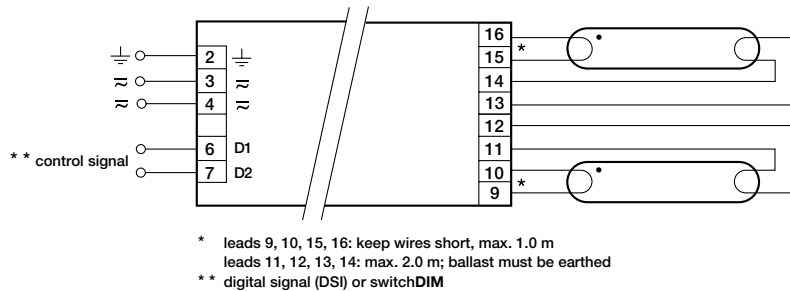 16
* 15
2
3
4
14
13
12
6 D1
7 D2
* * control signal
11
10
* 9
* leads 9, 10, 15, 16: keep wires short, max. 1.0 m
leads 11, 12, 13, 14: max. 2.0 m; ballast must be earthed
* * digital signal (DSI) or switchDIM